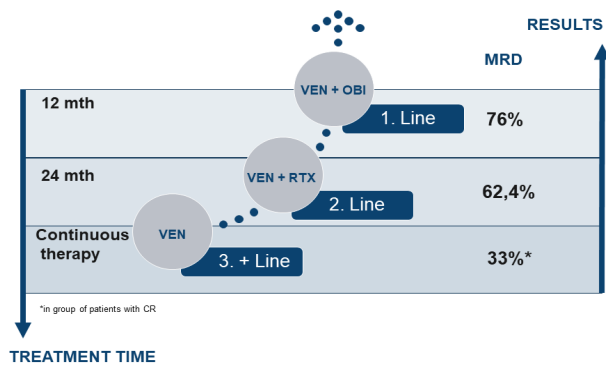 RESULTS
MRD
12 mth
VEN + OBI
1. Line
76%
24 mth
VEN + RTX
2. Line
62,4%
Continuous
therapy
VEN
3. + Line
33%*
*in group of patients with CR
TREATMENT TIME